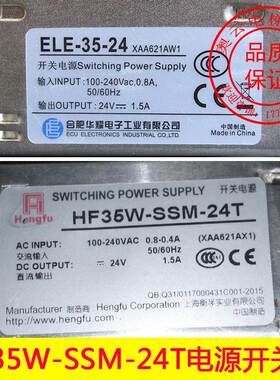 ELE-35-24 XAA621AW1
开关电源Switching Power Supply
输入INPUT: 100-240Vac, 0.8A,
50/60Hz
输出OUTPUT: 24V 1.5A
合肥华耀电子工业有限公司
ECU ELECTRONICS INDUSTRIAL CO.,LTD
中国制造
品质保证
Hengfu
SWITCHING POWER SUPPLY 开关电源
HF35W-SSM-24T
AC INPUT: 100-240VAC 0.8-0.4A (XAA621AX1)
交流输入 50/60Hz
DC OUTPUT: 24V 1.5A
直流输出
QB:Q31/0117000431C001-2015
Manufacturer
制造商 : Hengfu Corporation
中国制造
35W-SSM-24T电源开关